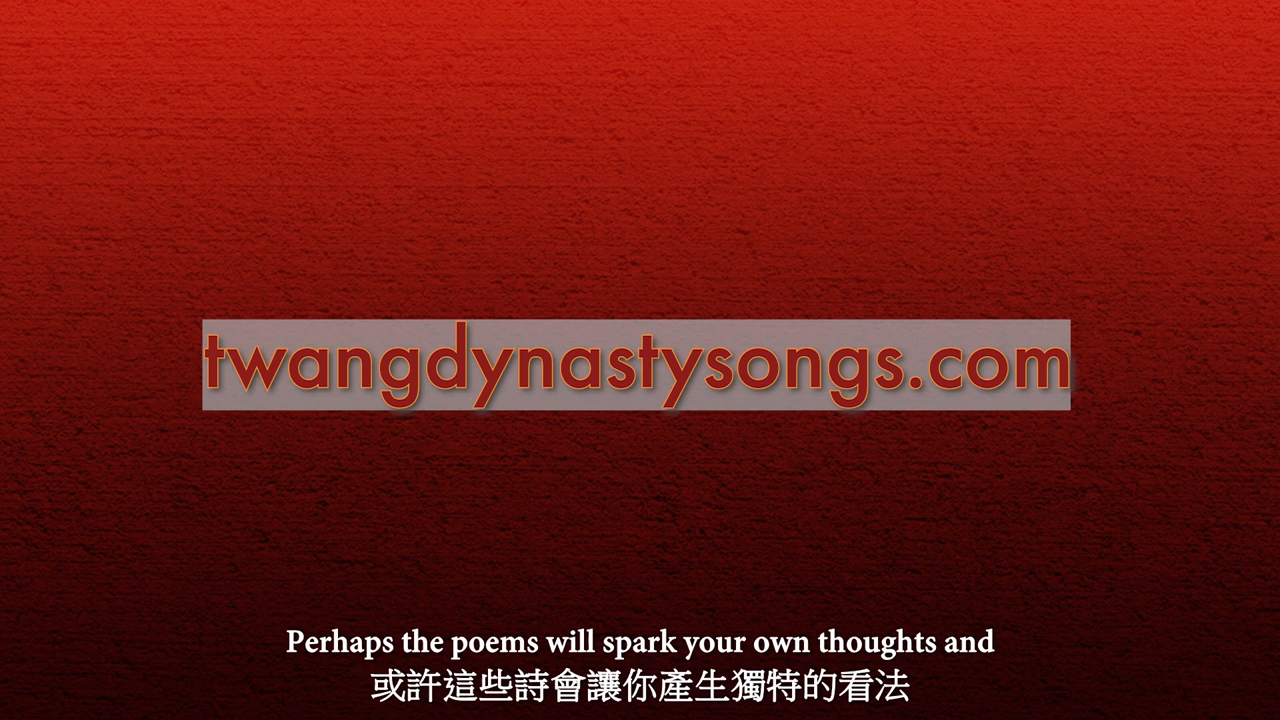 twangdynastysongs.com
Perhaps the poems will spark your own thoughts and
或許這些詩會讓你產生獨特的看法